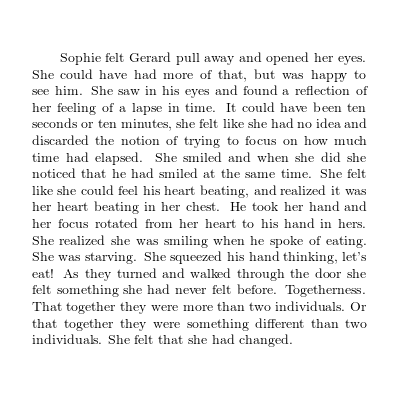 Sophie felt Gerard pull away and opened her eyes.
She could have had more of that, but was happy to
see him. She saw in his eyes and found a reflection of
her feeling of a lapse in time. It could have been ten
seconds or ten minutes, she felt like she had no idea and
discarded the notion of trying to focus on how much
time had elapsed. She smiled and when she did she
noticed that he had smiled at the same time. She felt
like she could feel his heart beating, and realized it was
her heart beating in her chest. He took her hand and
her focus rotated from her heart to his hand in hers.
She realized she was smiling when he spoke of eating.
She was starving. She squeezed his hand thinking, let's
eat! As they turned and walked through the door she
felt something she had never felt before. Togetherness.
That together they were more than two individuals. Or
that together they were something different than two
individuals. She felt that she had changed.